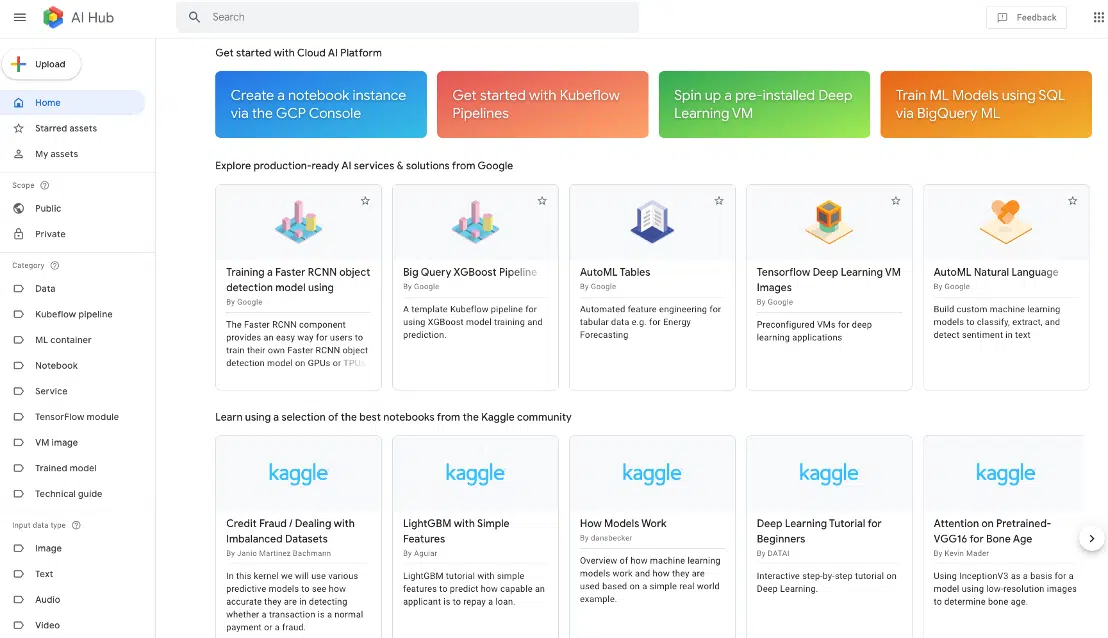 AI Hub
Search
Feedback
Upload
Home
Starred assets
My assets
Scope
Public
Private
Category
Data
Kubeflow pipeline
ML container
Notebook
Service
TensorFlow module
VM image
Trained model
Technical guide
Input data type
Image
Text
Audio
Video
Get started with Cloud AI Platform
Create a notebook instance
via the GCP Console
Get started with Kubeflow
Pipelines
Spin up a pre-installed Deep
Learning VM
Train ML Models using SQL
via BigQuery ML
Explore production-ready AI services & solutions from Google
Training a Faster RCNN object
detection model using
By Google
The Faster RCNN component
provides an easy way for users to
train their own Faster RCNN object
detection model on GPUs or TPUs
Big Query XGBoost Pipeline
By Google
A template Kubeflow pipeline for
using XGBoost model training and
prediction.
AutoML Tables
By Google
Automated feature engineering for
tabular data e.g. for Energy
Forecasting
Tensorflow Deep Learning VM
Images
By Google
Preconfigured VMs for deep
learning applications
AutoML Natural Language
By Google
Build custom machine learning
models to classify, extract, and
detect sentiment in text
Learn using a selection of the best notebooks from the Kaggle community
kaggle
Credit Fraud / Dealing with
Imbalanced Datasets
By Janio Martinez Bachmann
In this kernel we will use various
predictive models to see how
accurate they are in detecting
whether a transaction is a normal
payment or a fraud.
kaggle
LightGBM with Simple
Features
By Aguiar
LightGBM tutorial with simple
features to predict how capable an
applicant is to repay a loan.
kaggle
How Models Work
By dansbecker
Overview of how machine learning
models work and how they are
used based on a simple real world
example.
kaggle
Deep Learning Tutorial for
Beginners
By DATAI
Interactive step-by-step tutorial on
Deep Learning.
kaggle
Attention on Pretrained-
VGG16 for Bone Age
By Kevin Mader
Using InceptionV3 as a basis for a
model using low-resolution images
to determine bone age.